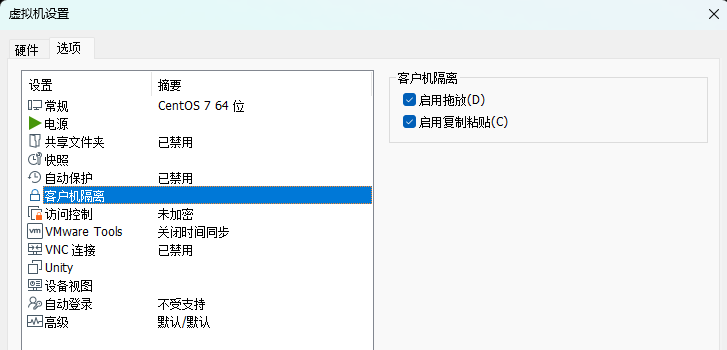 虚拟机设置
硬件 选项
设置 摘要
常规 CentOS 7 64 位
电源
共享文件夹 已禁用
快照
自动保护 已禁用
客户机隔离
访问控制 未加密
VMware Tools 关闭时间同步
VNC 连接 已禁用
Unity
设备视图
自动登录 不受支持
高级 默认/默认
客户机隔离
启用拖放(D)
启用复制粘贴(C)